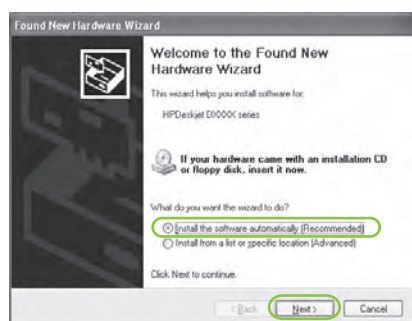 Found New Hardware Wizard
Welcome to the Found New
Hardware Wizard
This wizard helps you install software for:
HPDeskjet DXXXX series
If your hardware came with an installation CD
or floppy disk, insert it now.
What do you want the wizard to do?
Install the software automatically (Recommended)
Install from a list or specific location (Advanced)
Click Next to continue.
< Back
Next >
Cancel